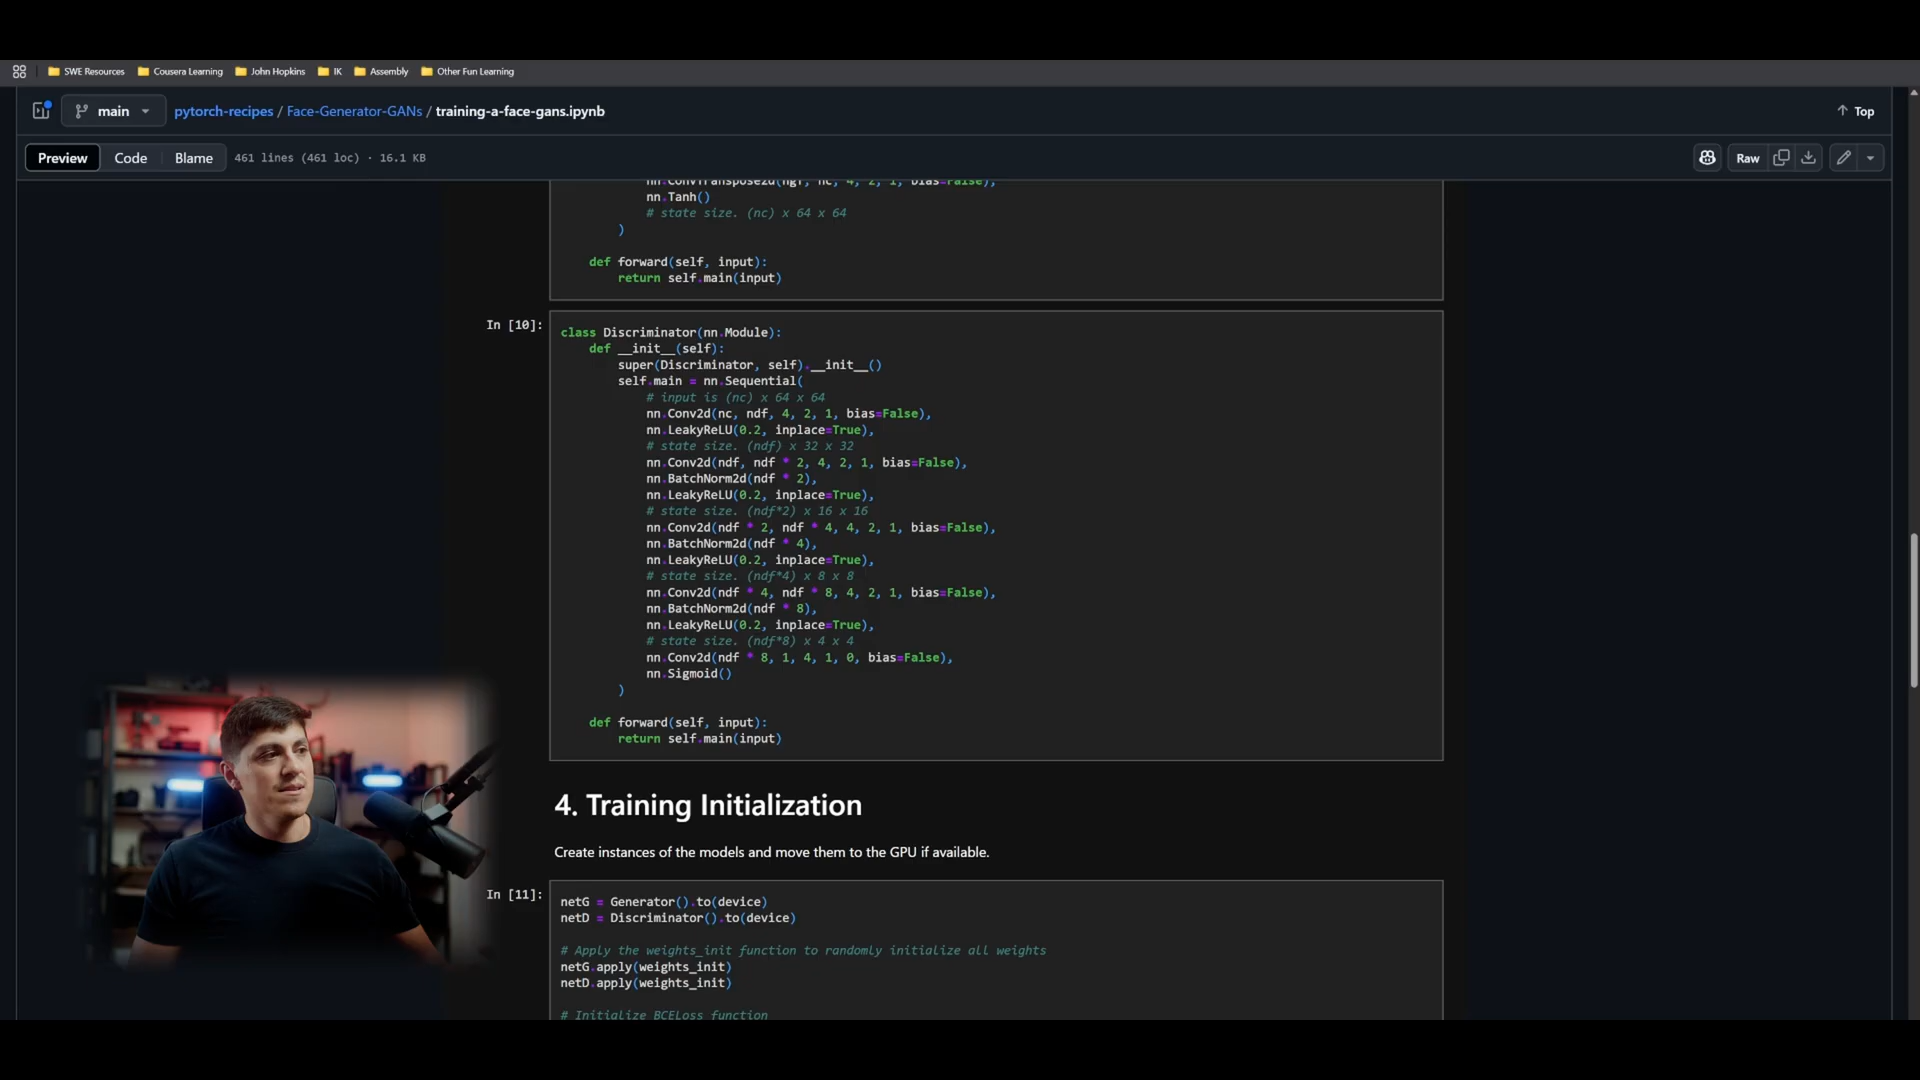 SWE Resources Cousera Learning John Hopkins IK Assembly Other Fun Learning
main pytorch-recipes / Face-Generator-GANs / training-a-face-gans.ipynb Top
Preview Code Blame 461 lines (461 loc) · 16.1 KB Raw
nn.ConvTranspose2d(ngf, nc, 4, 2, 1, bias=False),
nn.Tanh()
# state size. (nc) x 64 x 64
)
def forward(self, input):
return self.main(input)
In [10]:
class Discriminator(nn.Module):
def __init__(self):
super(Discriminator, self).__init__()
self.main = nn.Sequential(
# input is (nc) x 64 x 64
nn.Conv2d(nc, ndf, 4, 2, 1, bias=False),
nn.LeakyReLU(0.2, inplace=True),
# state size. (ndf) x 32 x 32
nn.Conv2d(ndf, ndf * 2, 4, 2, 1, bias=False),
nn.BatchNorm2d(ndf * 2),
nn.LeakyReLU(0.2, inplace=True),
# state size. (ndf*2) x 16 x 16
nn.Conv2d(ndf * 2, ndf * 4, 4, 2, 1, bias=False),
nn.BatchNorm2d(ndf * 4),
nn.LeakyReLU(0.2, inplace=True),
# state size. (ndf*4) x 8 x 8
nn.Conv2d(ndf * 4, ndf * 8, 4, 2, 1, bias=False),
nn.BatchNorm2d(ndf * 8),
nn.LeakyReLU(0.2, inplace=True),
# state size. (ndf*8) x 4 x 4
nn.Conv2d(ndf * 8, 1, 4, 1, 0, bias=False),
nn.Sigmoid()
)
def forward(self, input):
return self.main(input)
4. Training Initialization
Create instances of the models and move them to the GPU if available.
In [11]:
netG = Generator().to(device)
netD = Discriminator().to(device)
# Apply the weights_init function to randomly initialize all weights
netG.apply(weights_init)
netD.apply(weights_init)
# Initialize BCELoss function